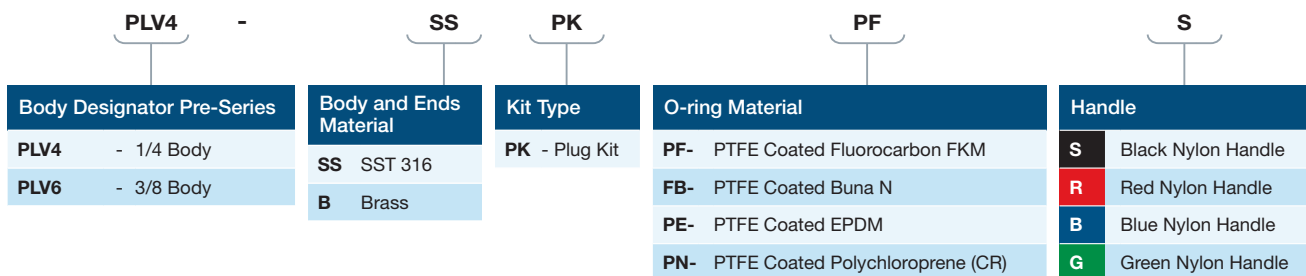 PLV4 - SS PK PF S
Body Designator Pre-Series
PLV4 - 1/4 Body
PLV6 - 3/8 Body
Body and Ends
Material
SS SST 316
B Brass
Kit Type
PK - Plug Kit
O-ring Material
PF- PTFE Coated Fluorocarbon FKM
FB- PTFE Coated Buna N
PE- PTFE Coated EPDM
PN- PTFE Coated Polychloroprene (CR)
Handle
S Black Nylon Handle
R Red Nylon Handle
B Blue Nylon Handle
G Green Nylon Handle